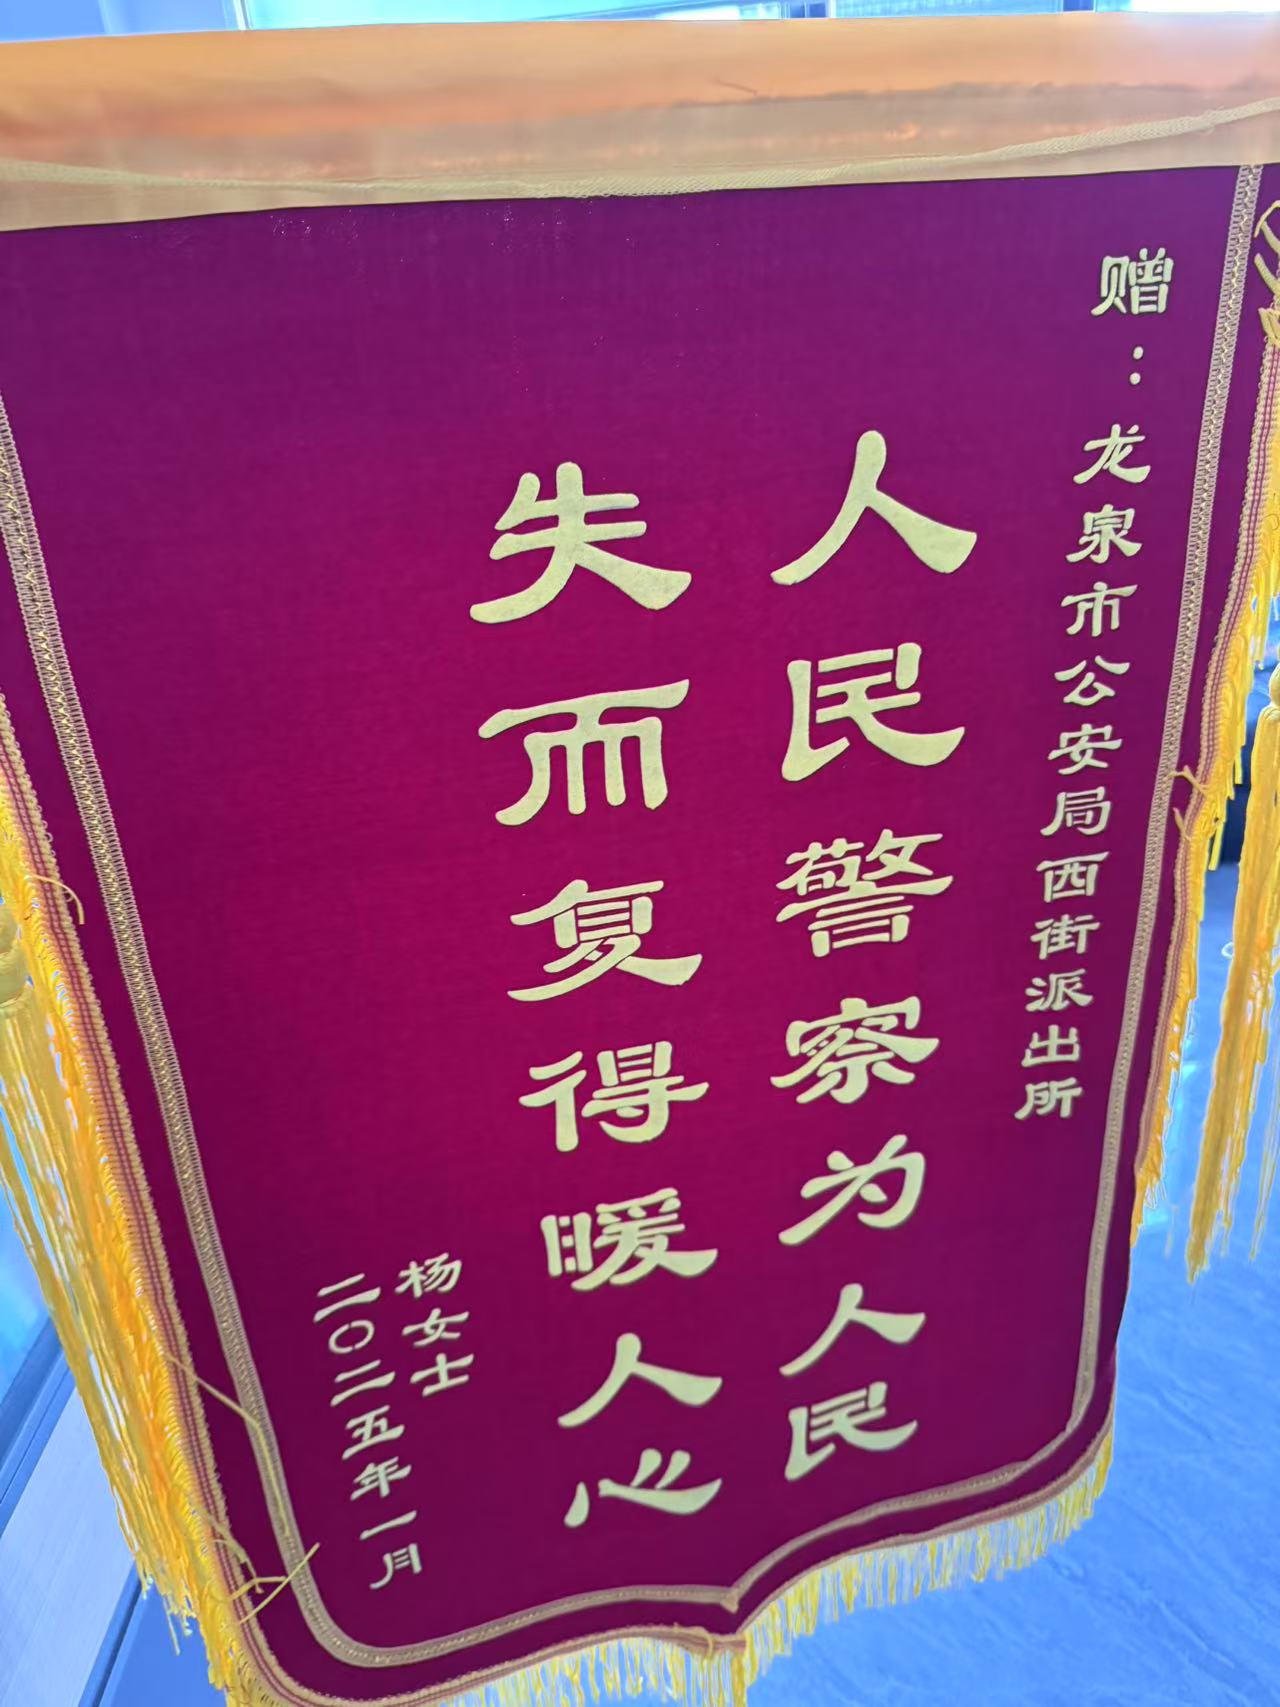 赠：龙泉市公安局西街派出所
人民警察为人民
失而复得暖人心
杨女士
二〇二五年一月